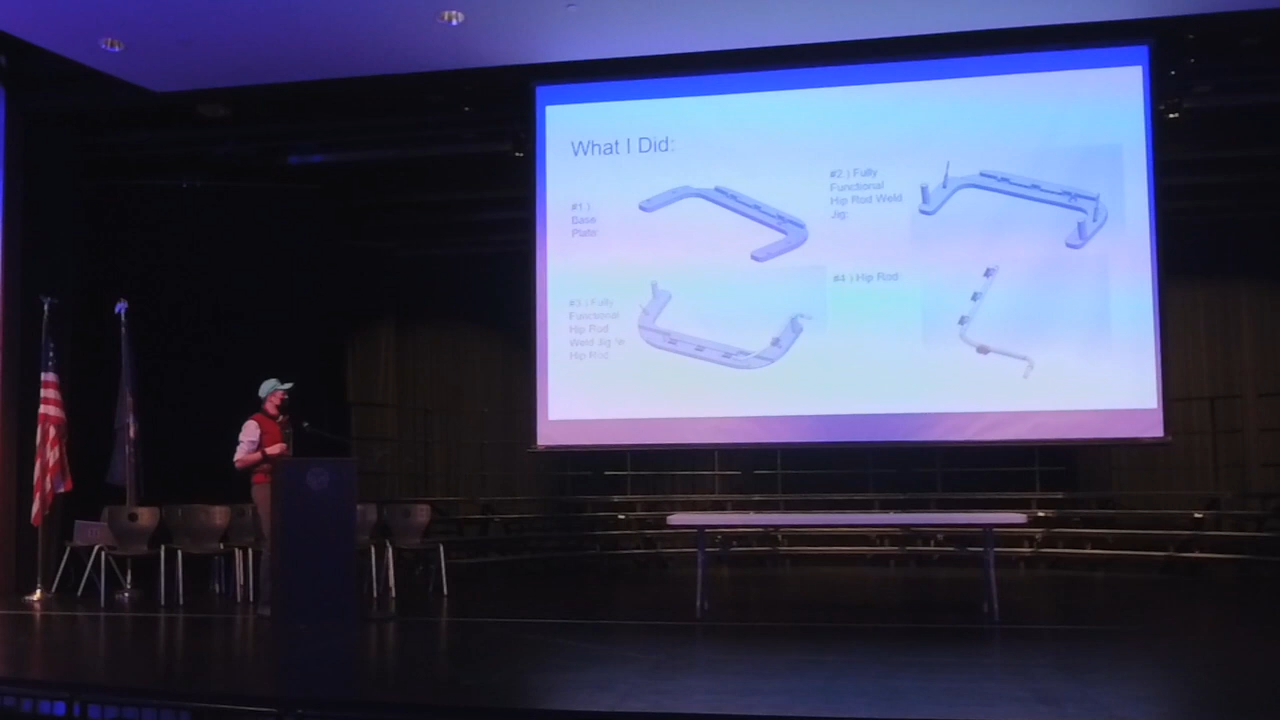 What I Did:
#1.)
Base
Plate:
#2.) Fully
Functional
Hip Rod Weld
Jig:
#3.) Fully
Functional
Hip Rod
Weld Jig w
Hip Rod:
#4.) Hip Rod: